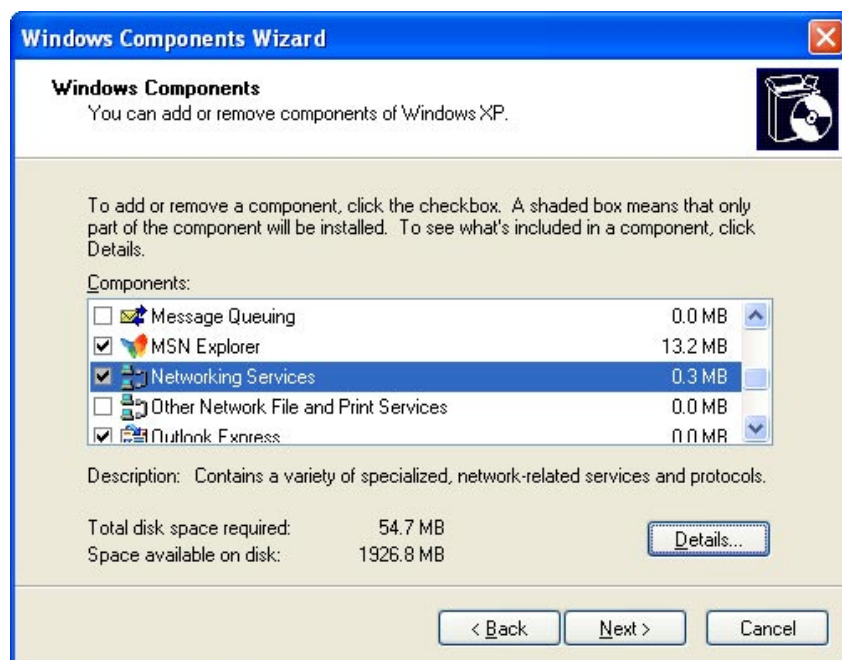 Windows Components Wizard
Windows Components
You can add or remove components of Windows XP.
To add or remove a component, click the checkbox. A shaded box means that only
part of the component will be installed. To see what's included in a component, click
Details.
Components:
Message Queuing 0.0 MB
MSN Explorer 13.2 MB
Networking Services 0.3 MB
Other Network File and Print Services 0.0 MB
Outlook Express 0.0 MB
Description: Contains a variety of specialized, network-related services and protocols.
Total disk space required: 54.7 MB
Space available on disk: 1926.8 MB
Details...
< Back
Next >
Cancel